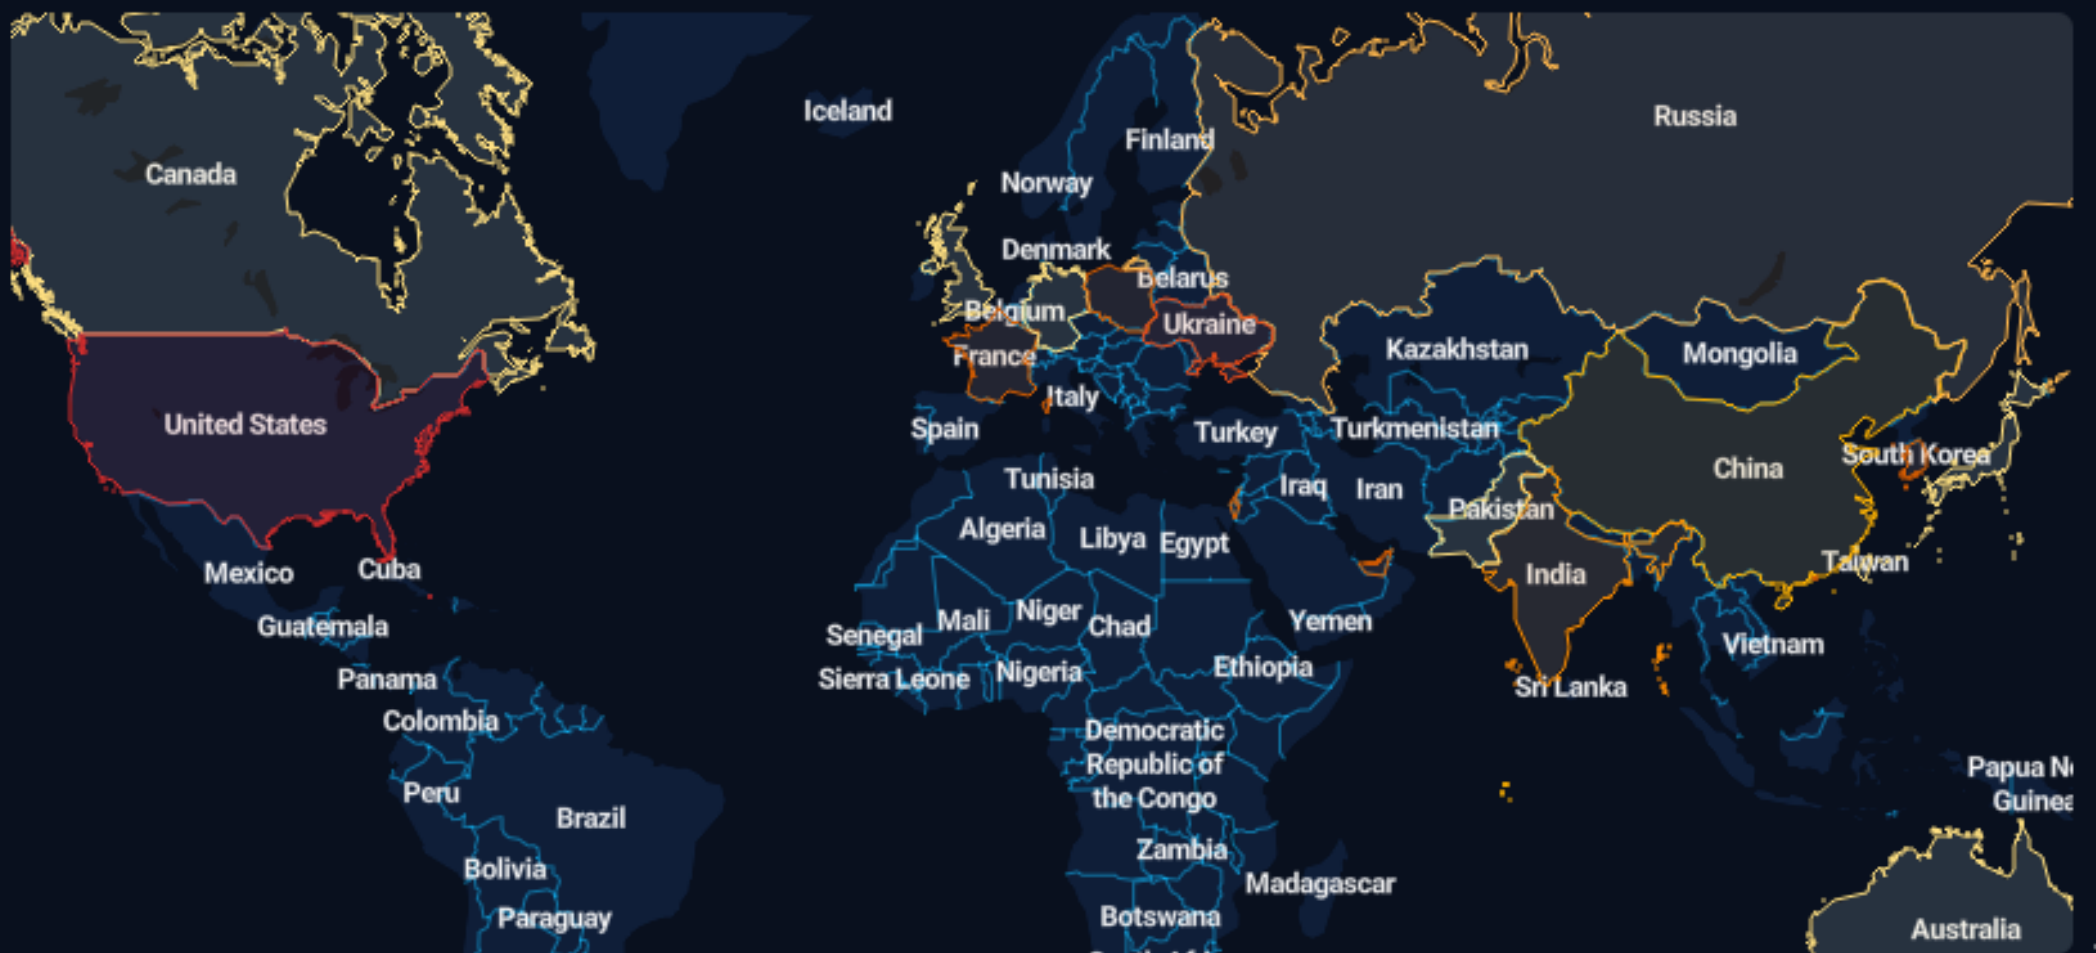 Iceland
Russia
Finland
Canada
Norway
Denmark
Belarus
Belgium
Ukraine
France
Kazakhstan
Mongolia
Italy
United States
Spain
Turkey
Turkmenistan
South Korea
China
Tunisia
Iraq
Iran
Pakistan
Algeria
Libya
Egypt
Taiwan
Mexico
Cuba
India
Niger
Mali
Chad
Yemen
Guatemala
Senegal
Vietnam
Ethiopia
Nigeria
Panama
Sierra Leone
Sri Lanka
Colombia
Democratic
Republic of
the Congo
Papua Ne
Guinea
Peru
Brazil
Zambia
Bolivia
Madagascar
Botswana
Paraguay
Australia